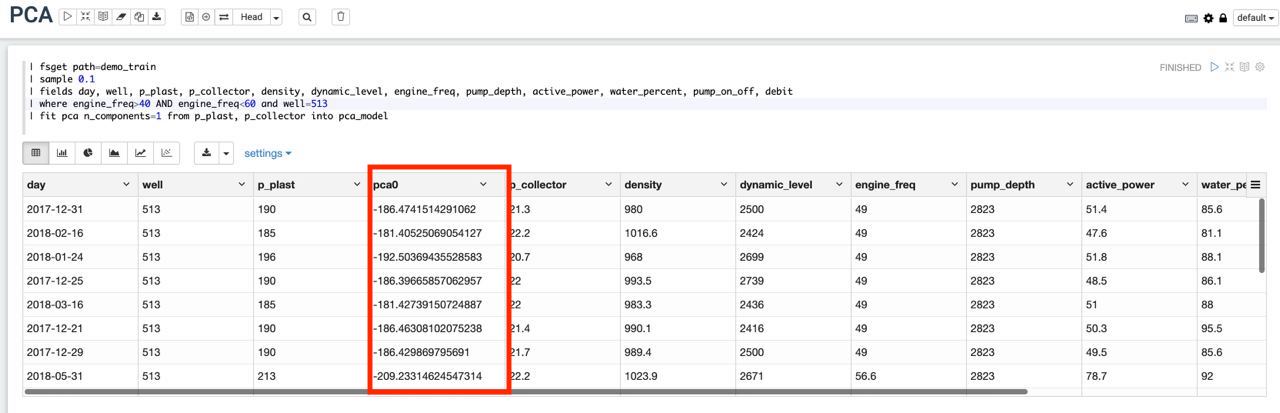 PCA Head default
| fsget path=demo_train FINISHED
| sample 0.1
| fields day, well, p_plast, p_collector, density, dynamic_level, engine_freq, pump_depth, active_power, water_percent, pump_on_off, debit
| where engine_freq>40 AND engine_freq<60 and well=513
| fit pca n_components=1 from p_plast, p_collector into pca_model
settings
day well p_plast pca0 p_collector density dynamic_level engine_freq pump_depth active_power water_pe
2017-12-31 513 190 -186.4741514291062 21.3 980 2500 49 2823 51.4 85.6
2018-02-16 513 185 -181.40525069054127 22.2 1016.6 2424 49 2823 47.6 81.1
2018-01-24 513 196 -192.50369435528583 20.7 968 2699 49 2823 51.8 88.1
2017-12-25 513 190 -186.39665857062957 22 993.5 2739 49 2823 48.5 86.1
2018-03-16 513 185 -181.42739150724887 22 983.3 2436 49 2823 51 88
2017-12-21 513 190 -186.46308102075238 21.4 990.1 2416 49 2823 50.3 95.5
2017-12-29 513 190 -186.429869795691 21.7 989.4 2500 49 2823 49.5 85.6
2018-05-31 513 213 -209.23314624547314 22.2 1023.9 2671 56.6 2823 78.7 92